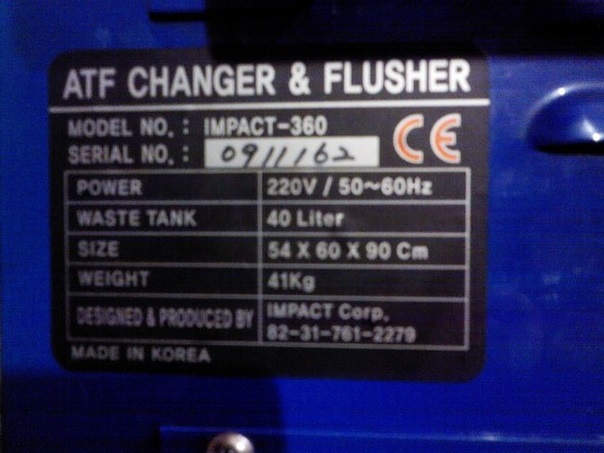 ATF CHANGER & FLUSHER
MODEL NO. : IMPACT-360
SERIAL NO. : 0911162
CE
POWER 220V / 50~60Hz
WASTE TANK 40 Liter
SIZE 54 X 60 X 90 Cm
WEIGHT 41Kg
DESIGNED & PRODUCED BY IMPACT Corp.
82-31-761-2279
MADE IN KOREA